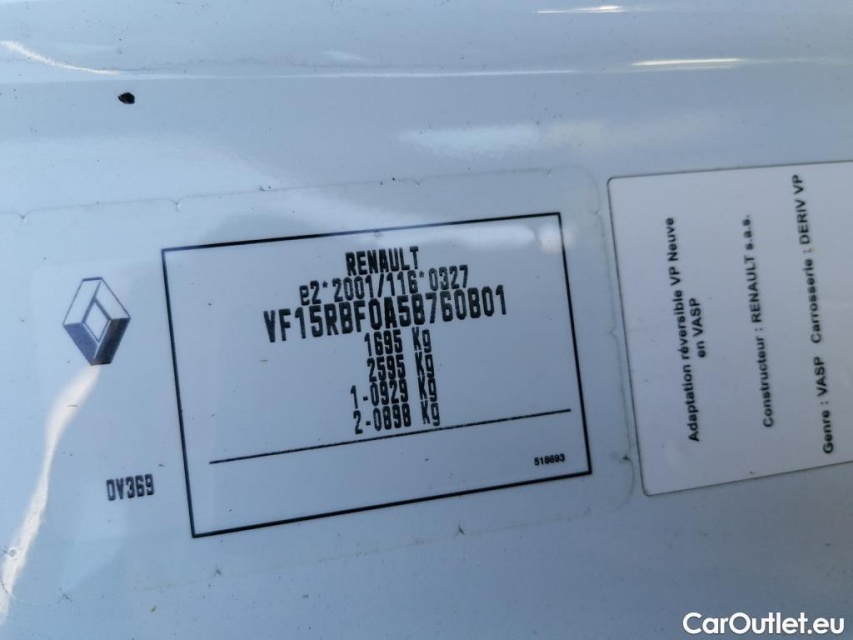 RENAULT
e2*2001/116*0327
VF15RBF0A58760801
1695 Kg
2595 Kg
1-0929 Kg
2-0898 Kg
518693
DV369
Adaptation réversible VP Neuve
en VASP
Constructeur : RENAULT s.a.s.
Genre : VASP Carrosserie : DERIV VP
CarOutlet.eu